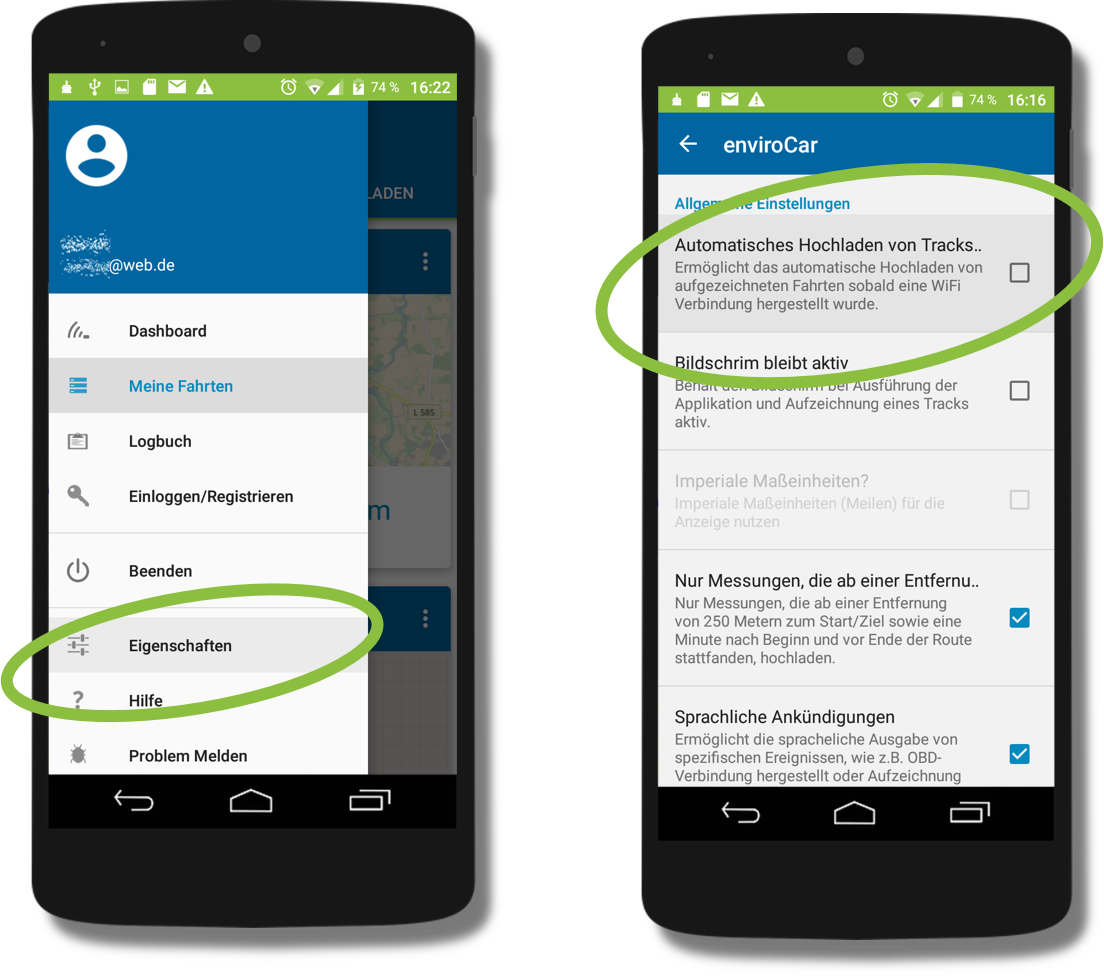 74 % 16:22
LADEN
@web.de
Dashboard
Meine Fahrten
L 585
Logbuch
Einloggen/Registrieren
m
Beenden
Eigenschaften
Hilfe
Problem Melden
74 % 16:16
enviroCar
Allgemeine Einstellungen
Automatisches Hochladen von Tracks..
Ermöglicht das automatische Hochladen von
aufgezeichneten Fahrten sobald eine WiFi
Verbindung hergestellt wurde.
Bildschrim bleibt aktiv
Behält den Bildschirm bei Ausführung der
Applikation und Aufzeichnung eines Tracks
aktiv.
Imperiale Maßeinheiten?
Imperiale Maßeinheiten (Meilen) für die
Anzeige nutzen
Nur Messungen, die ab einer Entfernu..
Nur Messungen, die ab einer Entfernung
von 250 Metern zum Start/Ziel sowie eine
Minute nach Beginn und vor Ende der Route
stattfanden, hochladen.
Sprachliche Ankündigungen
Ermöglicht die spracheliche Ausgabe von
spezifischen Ereignissen, wie z.B. OBD-
Verbindung hergestellt oder Aufzeichnung